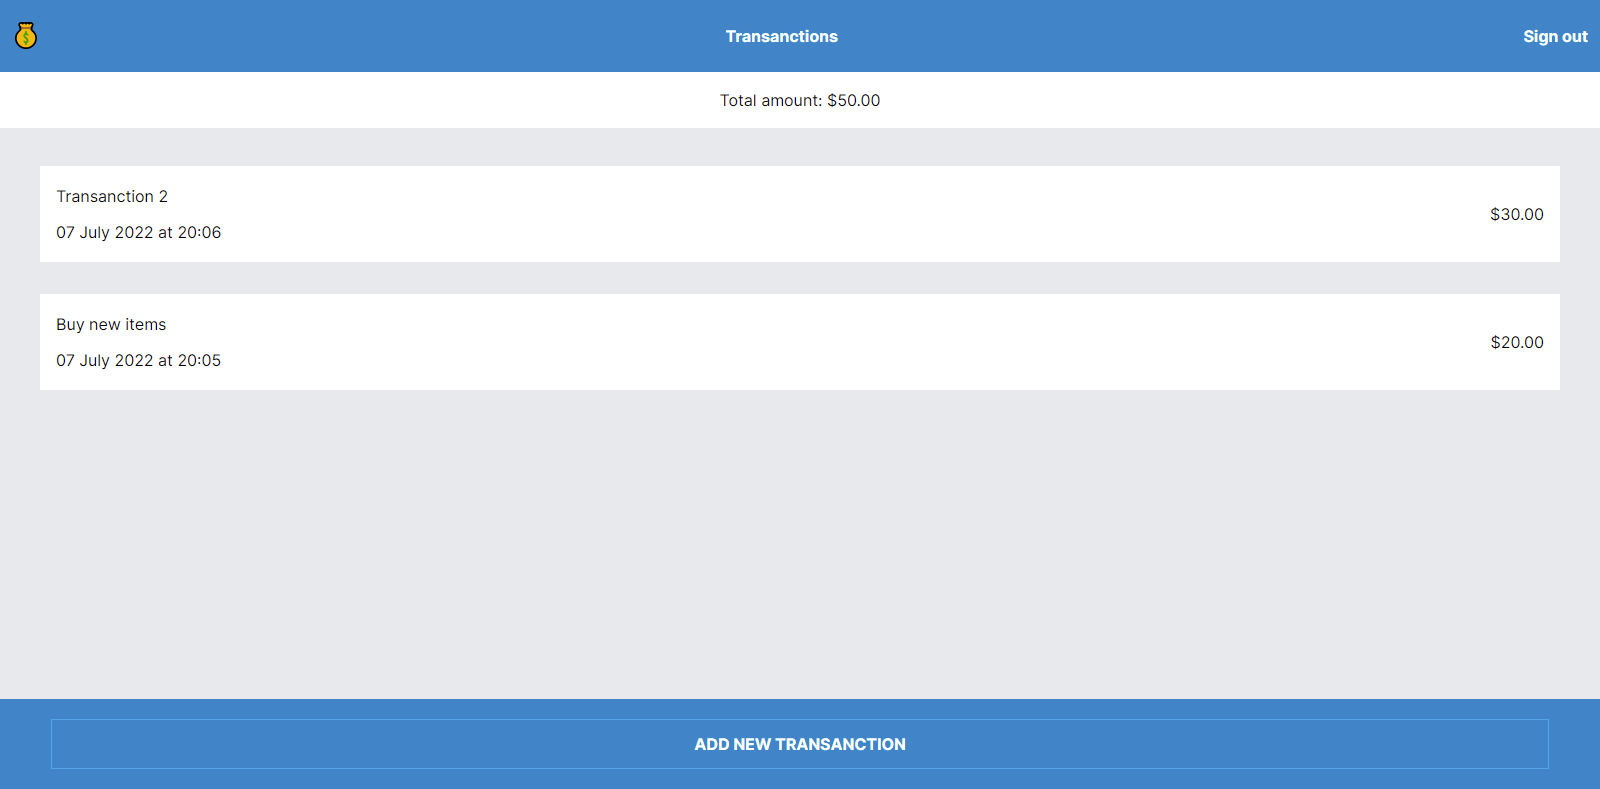 Transanctions
Sign out
Total amount: $50.00
Transanction 2
07 July 2022 at 20:06
$30.00
Buy new items
07 July 2022 at 20:05
$20.00
ADD NEW TRANSANCTION